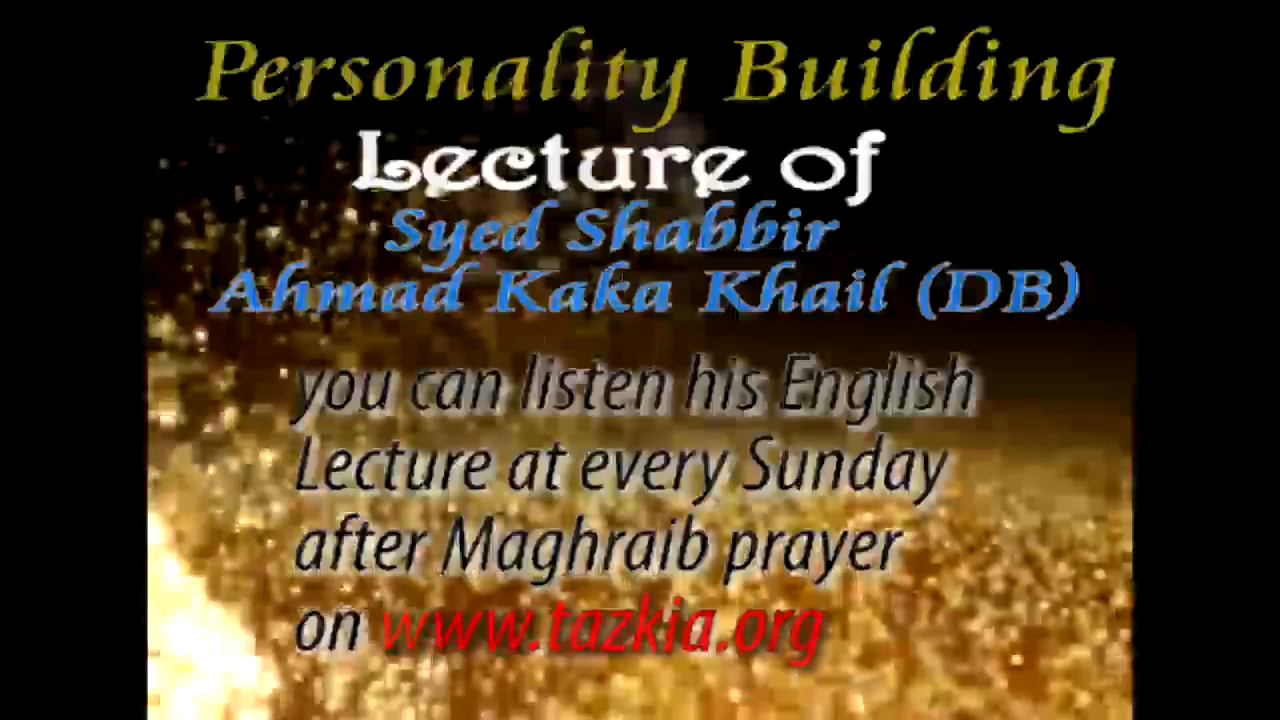 Personality Building
Lecture of
Syed Shabbir
Ahmad Kaka Khail (DB)
you can listen his English
Lecture at every Sunday
after Maghraib prayer
on www.tazkia.org